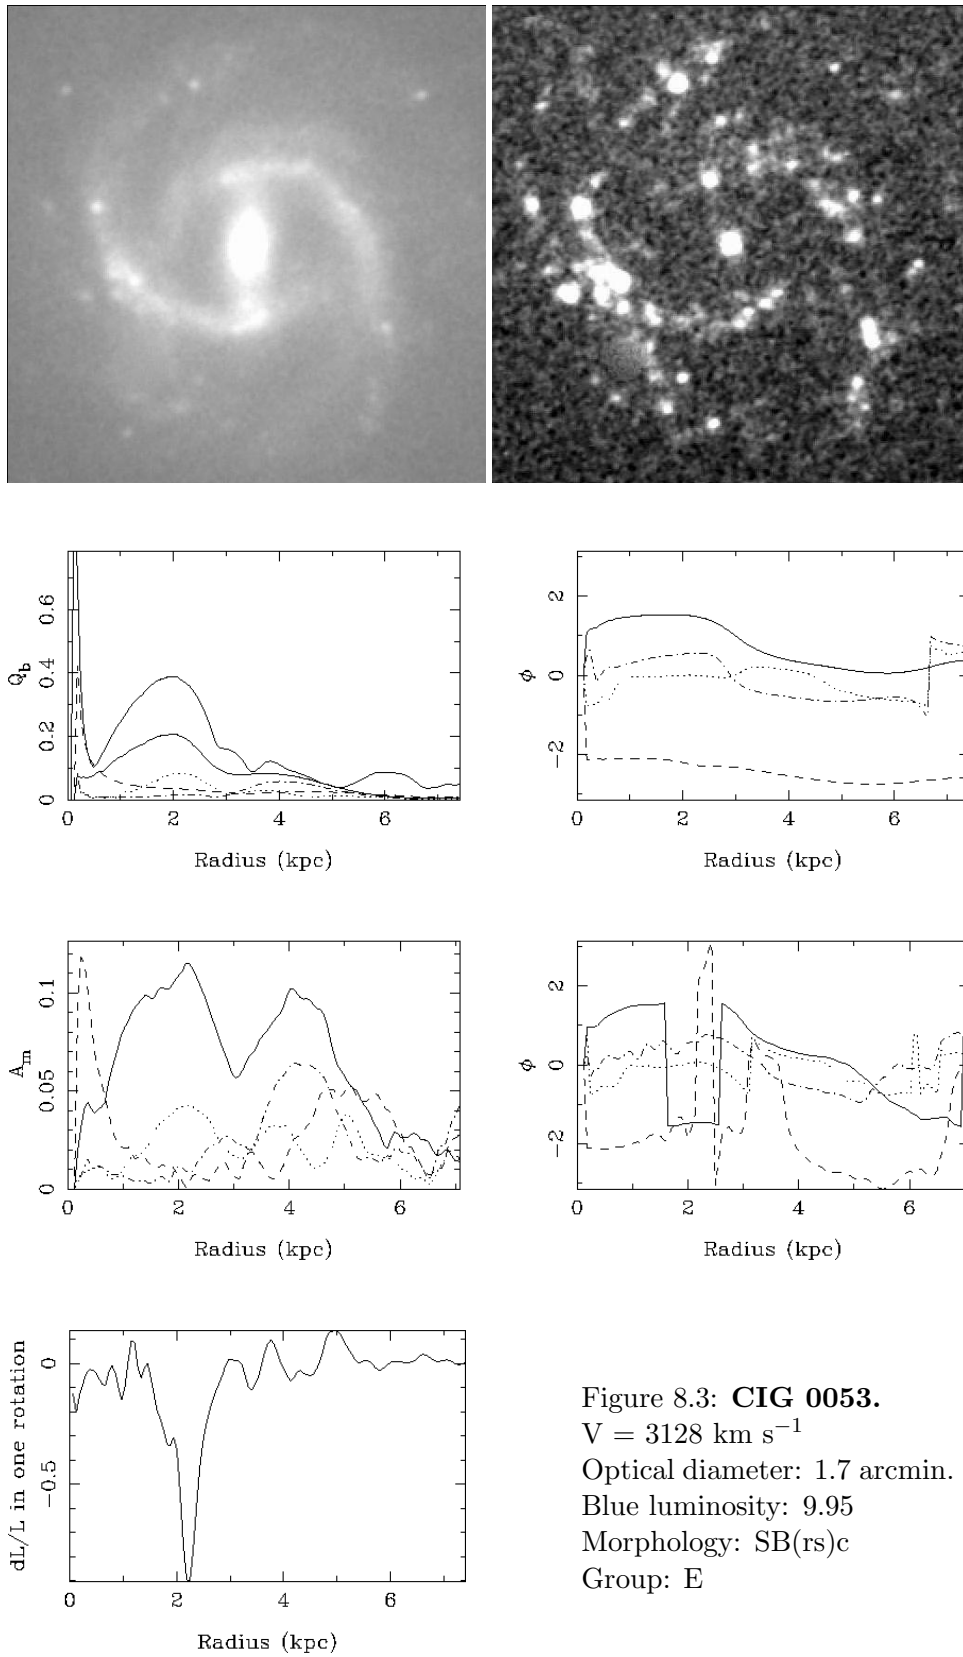 Q_b
0 0.2 0.4 0.6
0 2 4 6
Radius (kpc)
φ
−2 0 2
0 2 4 6
Radius (kpc)
A_m
0 0.05 0.1
0 2 4 6
Radius (kpc)
φ
−2 0 2
0 2 4 6
Radius (kpc)
dL/L in one rotation
−0.5 0
0 2 4 6
Radius (kpc)
Figure 8.3: CIG 0053.
V = 3128 km s⁻¹
Optical diameter: 1.7 arcmin.
Blue luminosity: 9.95
Morphology: SB(rs)c
Group: E